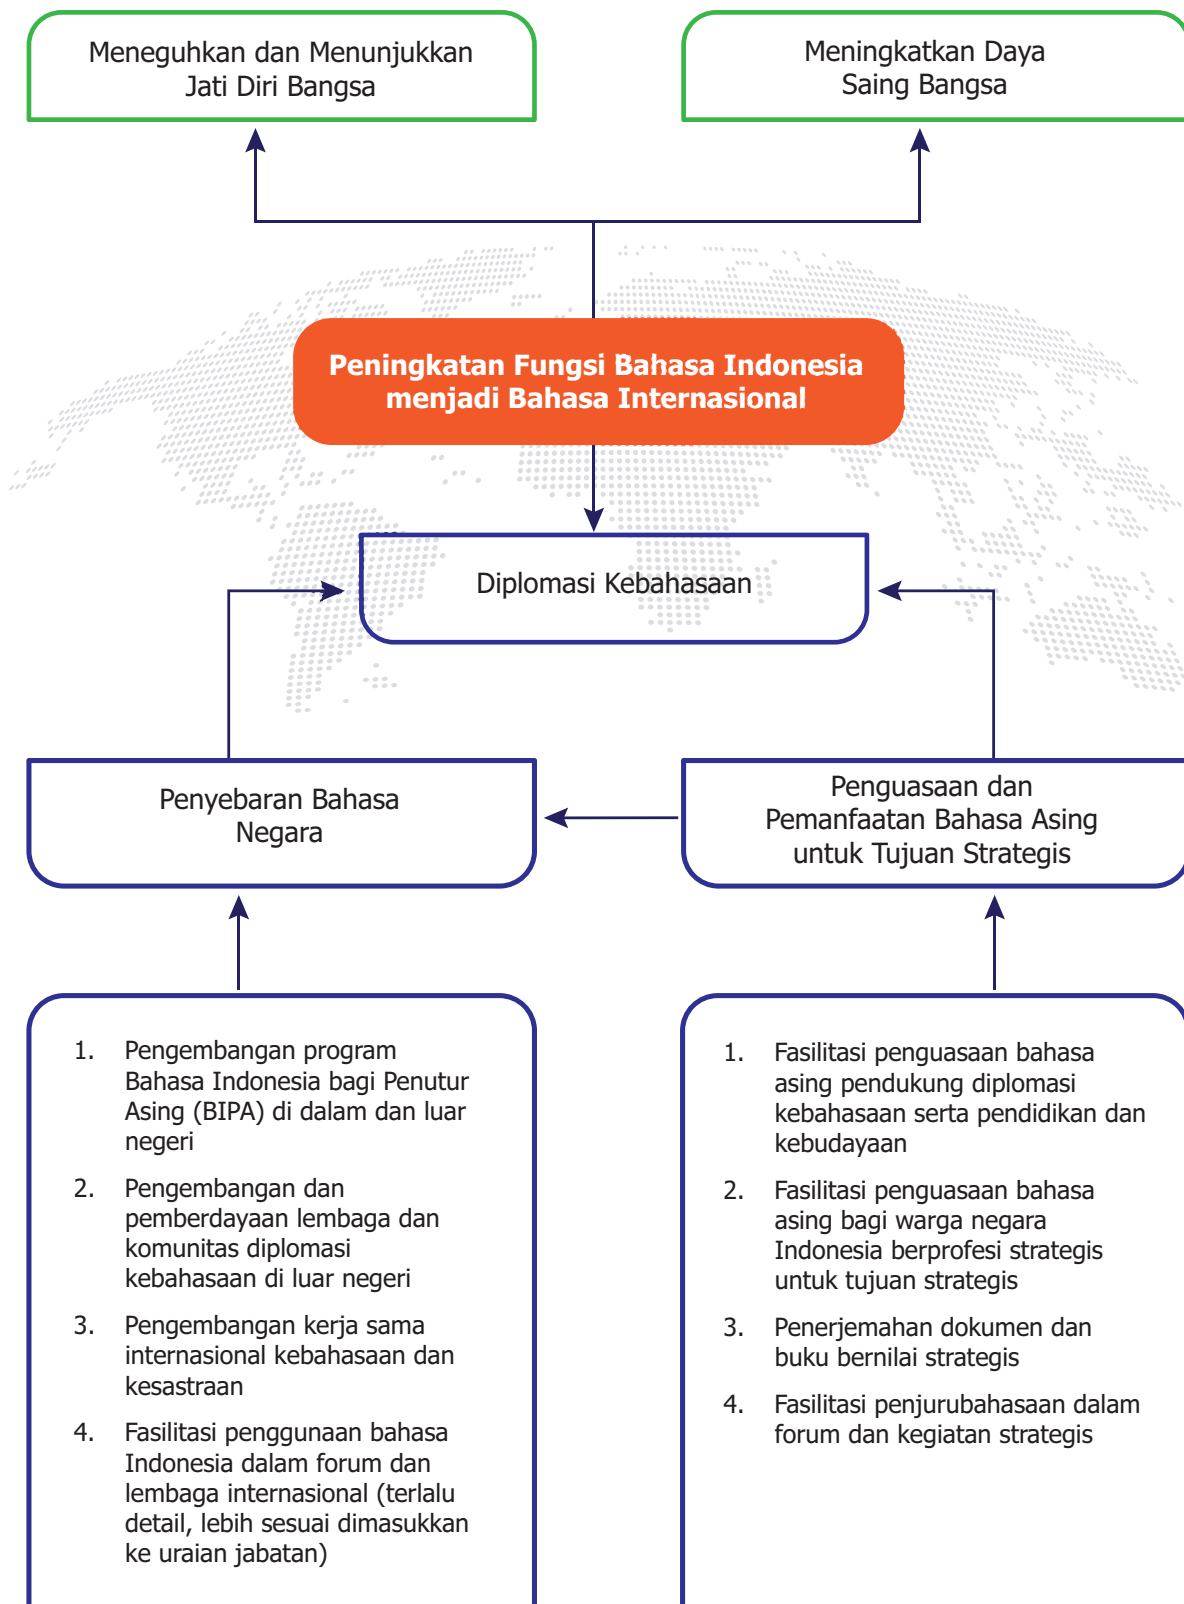 Meneguhkan dan Menunjukkan
Jati Diri Bangsa
Meningkatkan Daya
Saing Bangsa
Peningkatan Fungsi Bahasa Indonesia
menjadi Bahasa Internasional
Diplomasi Kebahasaan
Penyebaran Bahasa
Negara
Penguasaan dan
Pemanfaatan Bahasa Asing
untuk Tujuan Strategis
1. Pengembangan program
Bahasa Indonesia bagi Penutur
Asing (BIPA) di dalam dan luar
negeri
2. Pengembangan dan
pemberdayaan lembaga dan
komunitas diplomasi
kebahasaan di luar negeri
3. Pengembangan kerja sama
internasional kebahasaan dan
kesastraan
4. Fasilitasi penggunaan bahasa
Indonesia dalam forum dan
lembaga internasional (terlalu
detail, lebih sesuai dimasukkan
ke uraian jabatan)
1. Fasilitasi penguasaan bahasa
asing pendukung diplomasi
kebahasaan serta pendidikan dan
kebudayaan
2. Fasilitasi penguasaan bahasa
asing bagi warga negara
Indonesia berprofesi strategis
untuk tujuan strategis
3. Penerjemahan dokumen dan
buku bernilai strategis
4. Fasilitasi penjurubahasaan dalam
forum dan kegiatan strategis